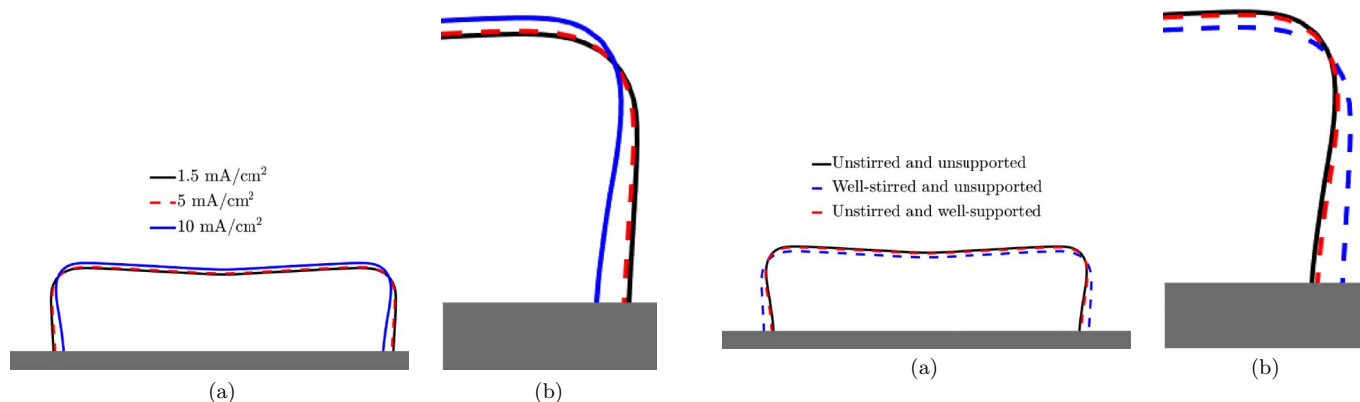 1.5 mA/cm²
5 mA/cm²
10 mA/cm²
(a)
(b)
Unstirred and unsupported
Well-stirred and unsupported
Unstirred and well-supported
(a)
(b)